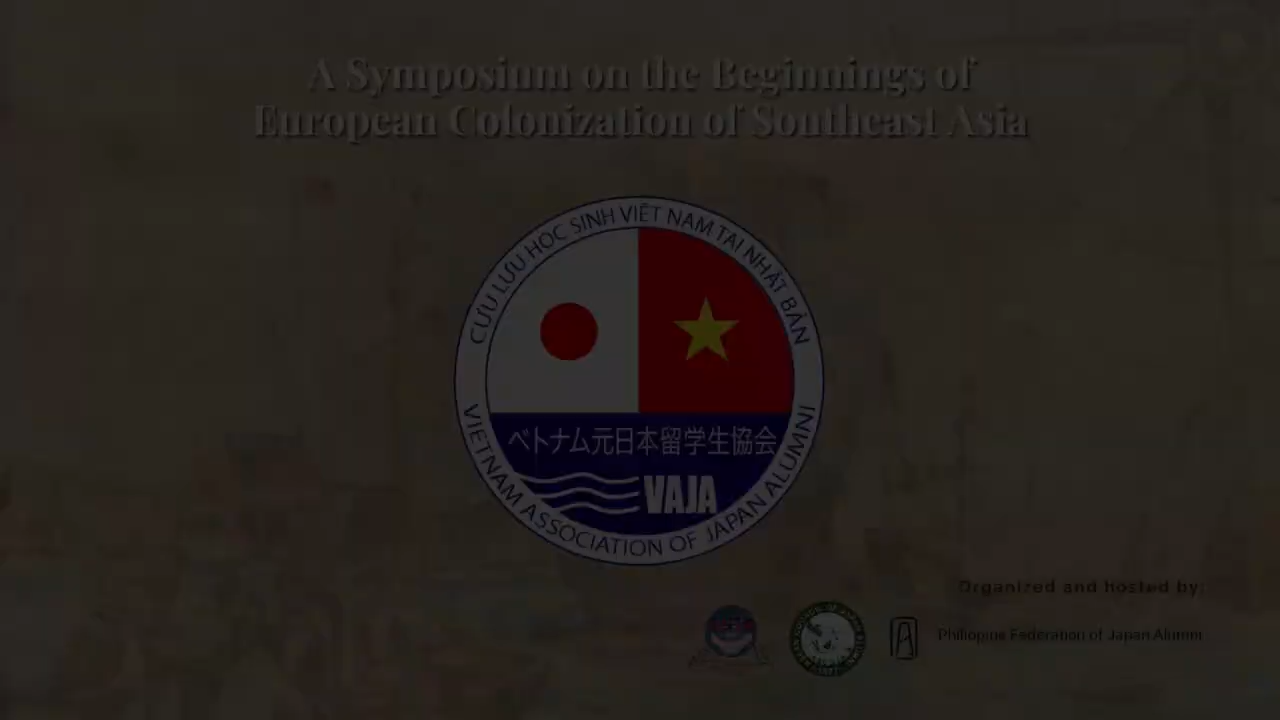 A Symposium on the Beginnings of
European Colonization of Southeast Asia
CỰU LƯU HỌC SINH VIỆT NAM TẠI NHẬT BẢN
ベトナム元日本留学生協会
VAJA
VIETNAM ASSOCIATION OF JAPAN ALUMNI
Organized and hosted by:
Philippine Federation of Japan Alumni